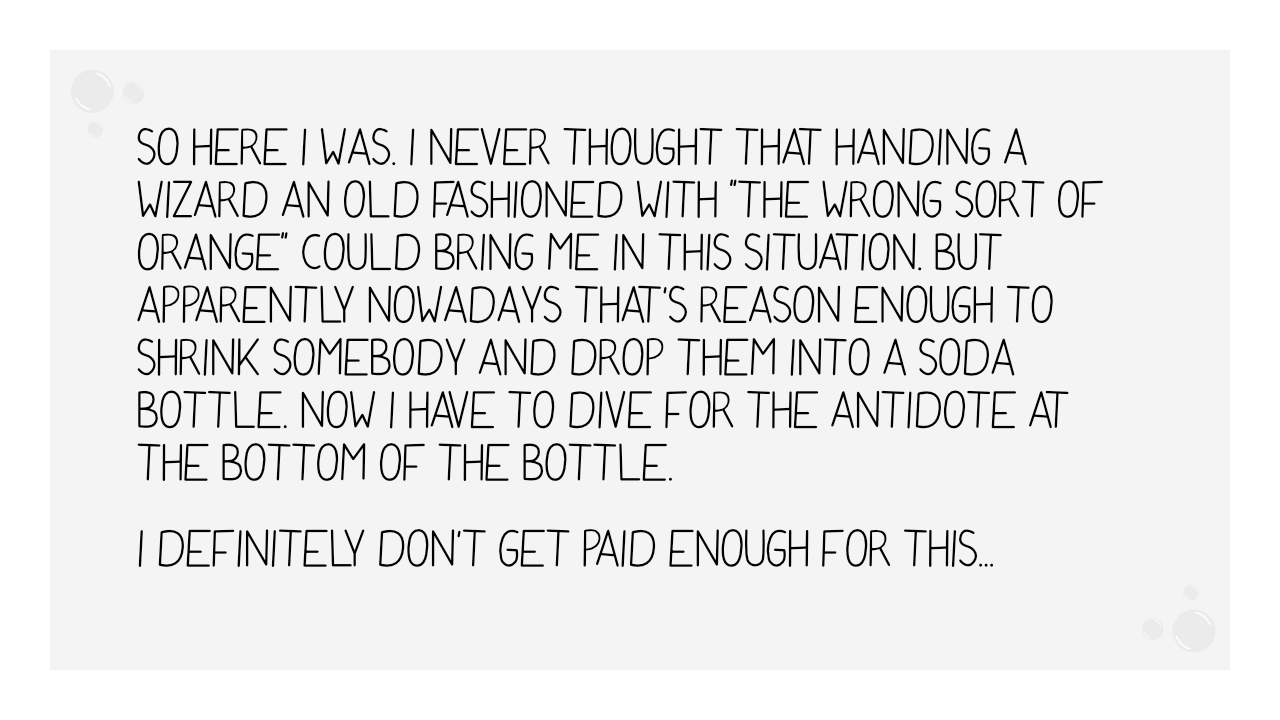 SO HERE I WAS. I NEVER THOUGHT THAT HANDING A
WIZARD AN OLD FASHIONED WITH "THE WRONG SORT OF
ORANGE" COULD BRING ME IN THIS SITUATION. BUT
APPARENTLY NOWADAYS THAT'S REASON ENOUGH TO
SHRINK SOMEBODY AND DROP THEM INTO A SODA
BOTTLE. NOW I HAVE TO DIVE FOR THE ANTIDOTE AT
THE BOTTOM OF THE BOTTLE.
I DEFINITELY DON'T GET PAID ENOUGH FOR THIS...